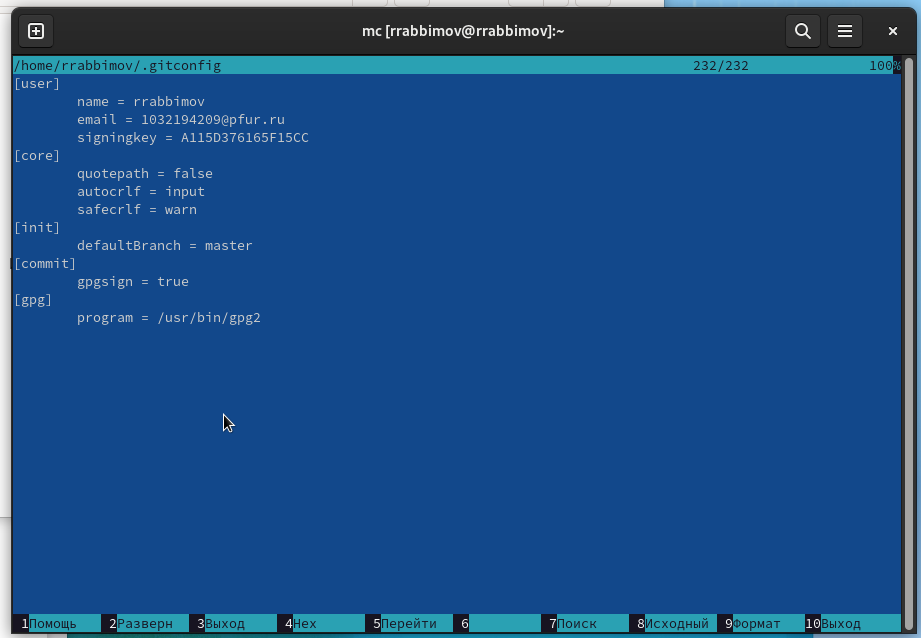 mc [rrabbimov@rrabbimov]:~
/home/rrabbimov/.gitconfig 232/232 100%
[user]
name = rrabbimov
email = 1032194209@pfur.ru
signingkey = A115D376165F15CC
[core]
quotepath = false
autocrlf = input
safecrlf = warn
[init]
defaultBranch = master
[commit]
gpgsign = true
[gpg]
program = /usr/bin/gpg2
1Помощь 2Разверн 3Выход 4Hex 5Перейти 6 7Поиск 8Исходный 9Формат 10Выход